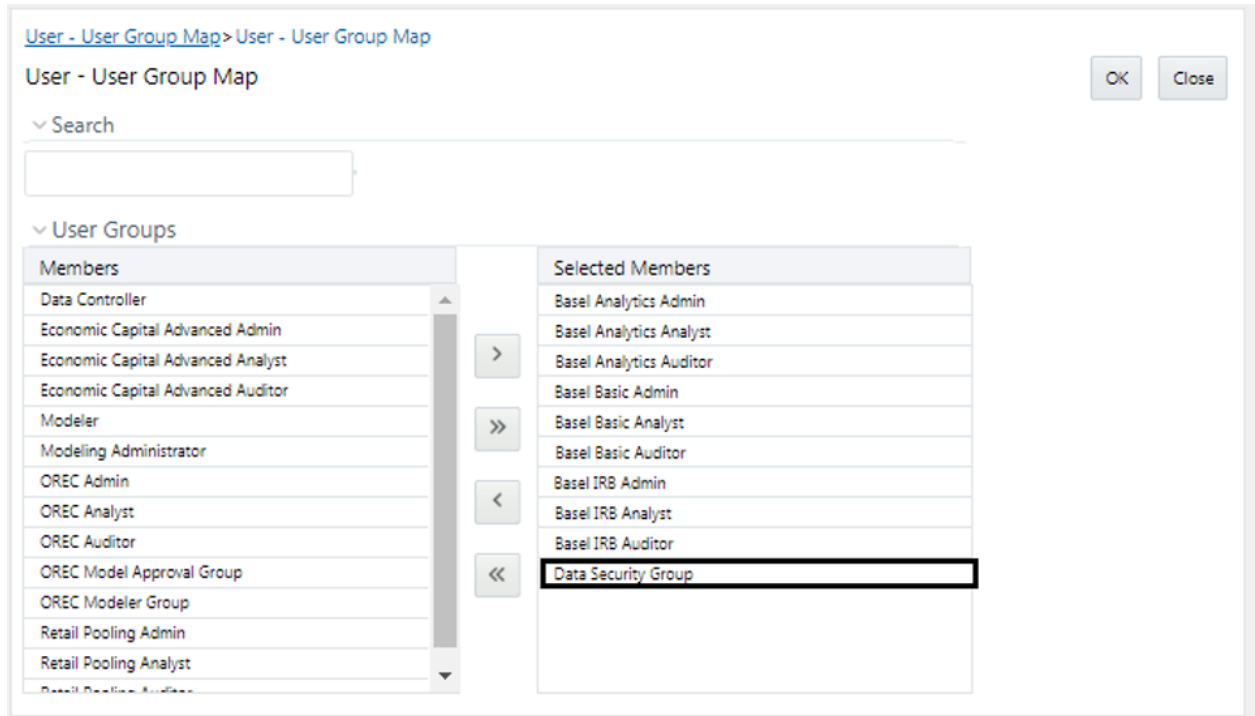 User - User Group Map>User - User Group Map
User - User Group Map
OK
Close
Search
User Groups
Members
Data Controller
Economic Capital Advanced Admin
Economic Capital Advanced Analyst
Economic Capital Advanced Auditor
Modeler
Modeling Administrator
OREC Admin
OREC Analyst
OREC Auditor
OREC Model Approval Group
OREC Modeler Group
Retail Pooling Admin
Retail Pooling Analyst
Retail Pooling Auditor
Selected Members
Basel Analytics Admin
Basel Analytics Analyst
Basel Analytics Auditor
Basel Basic Admin
Basel Basic Analyst
Basel Basic Auditor
Basel IRB Admin
Basel IRB Analyst
Basel IRB Auditor
Data Security Group